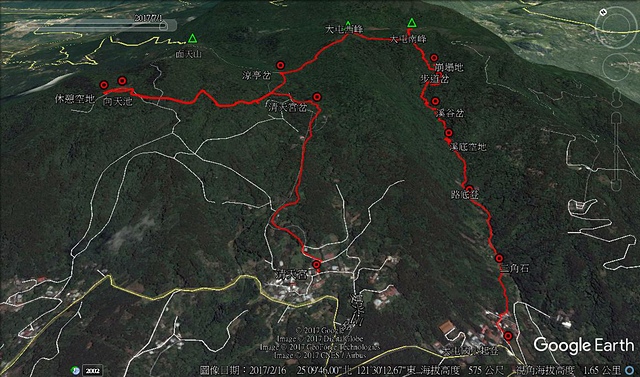 2017/7/1
大屯西峰
大屯南峰
面天山
涼亭岔
崩塌地
步道岔
休憩空地
向天池
清天宮岔
溪谷岔
溪底空地
路底登
三角石
清天宮
© 2017 Google
Image © 2017 DigitalGlobe
Image © 2017 GeoForce Technologies
Image © 2017 CNES / Airbus
Google Earth
2002
圖像日期：2017/2/16 25°09'46.00"北 121°30'12.67"東 海拔高度 575 公尺 視角海拔高度 1.65 公里